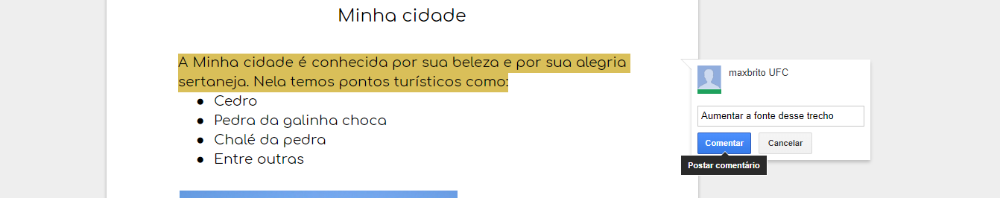 Minha cidade
A Minha cidade é conhecida por sua beleza e por sua alegria
sertaneja. Nela temos pontos turísticos como:
● Cedro
● Pedra da galinha choca
● Chalé da pedra
● Entre outras
maxbrito UFC
Aumentar a fonte desse trecho
Comentar Cancelar
Postar comentário